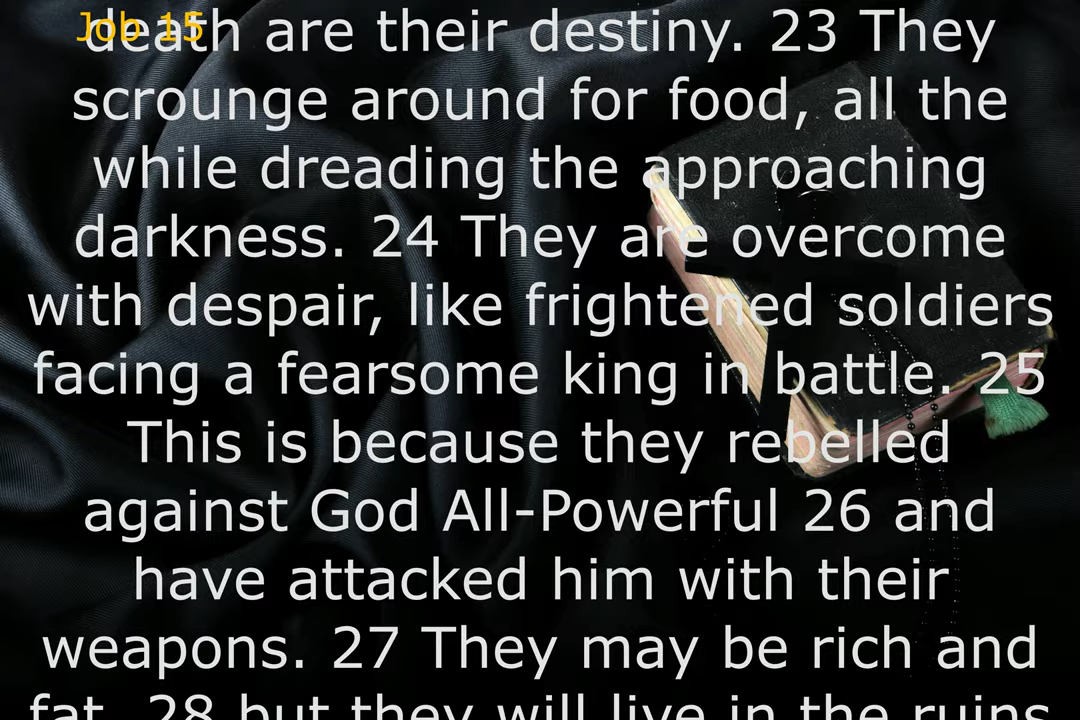 Job 15
death are their destiny. 23 They
scrounge around for food, all the
while dreading the approaching
darkness. 24 They are overcome
with despair, like frightened soldiers
facing a fearsome king in battle. 25
This is because they rebelled
against God All-Powerful 26 and
have attacked him with their
weapons. 27 They may be rich and
fat, 28 but they will live in the ruins